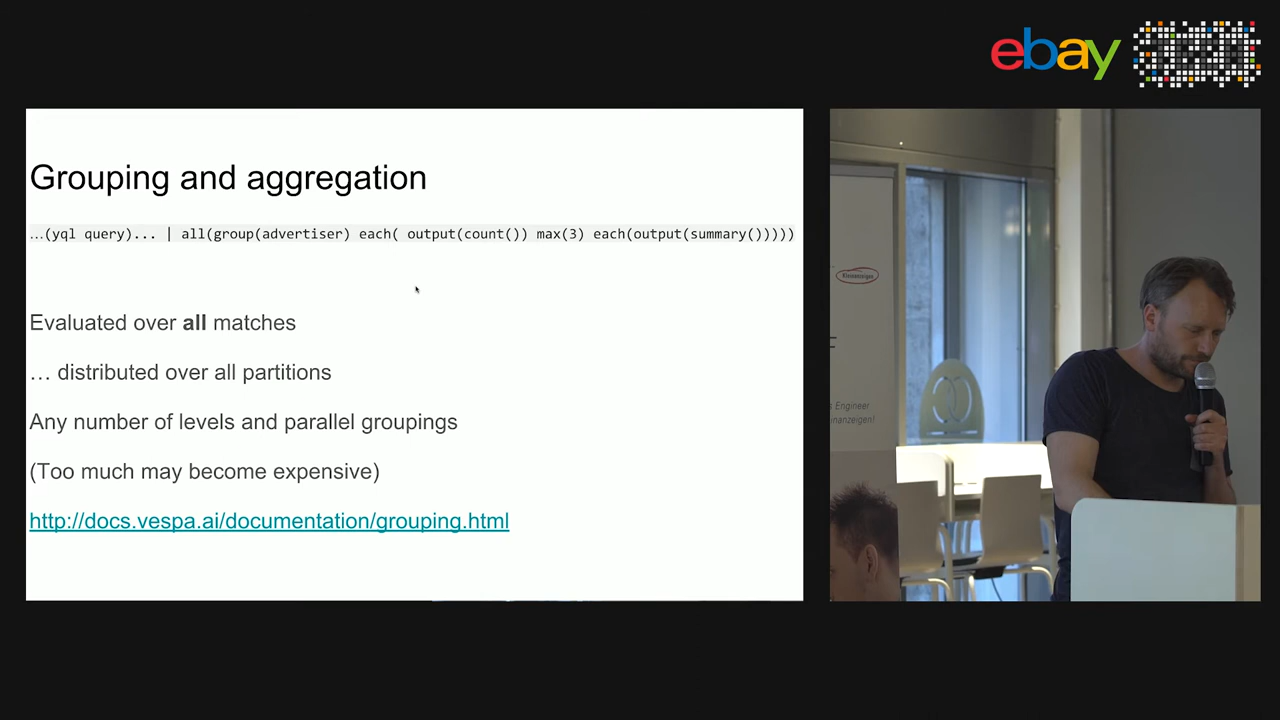 ebay
Grouping and aggregation
...(yql query)... | all(group(advertiser) each( output(count()) max(3) each(output(summary()))))
Evaluated over all matches
… distributed over all partitions
Any number of levels and parallel groupings
(Too much may become expensive)
http://docs.vespa.ai/documentation/grouping.html
Engineer